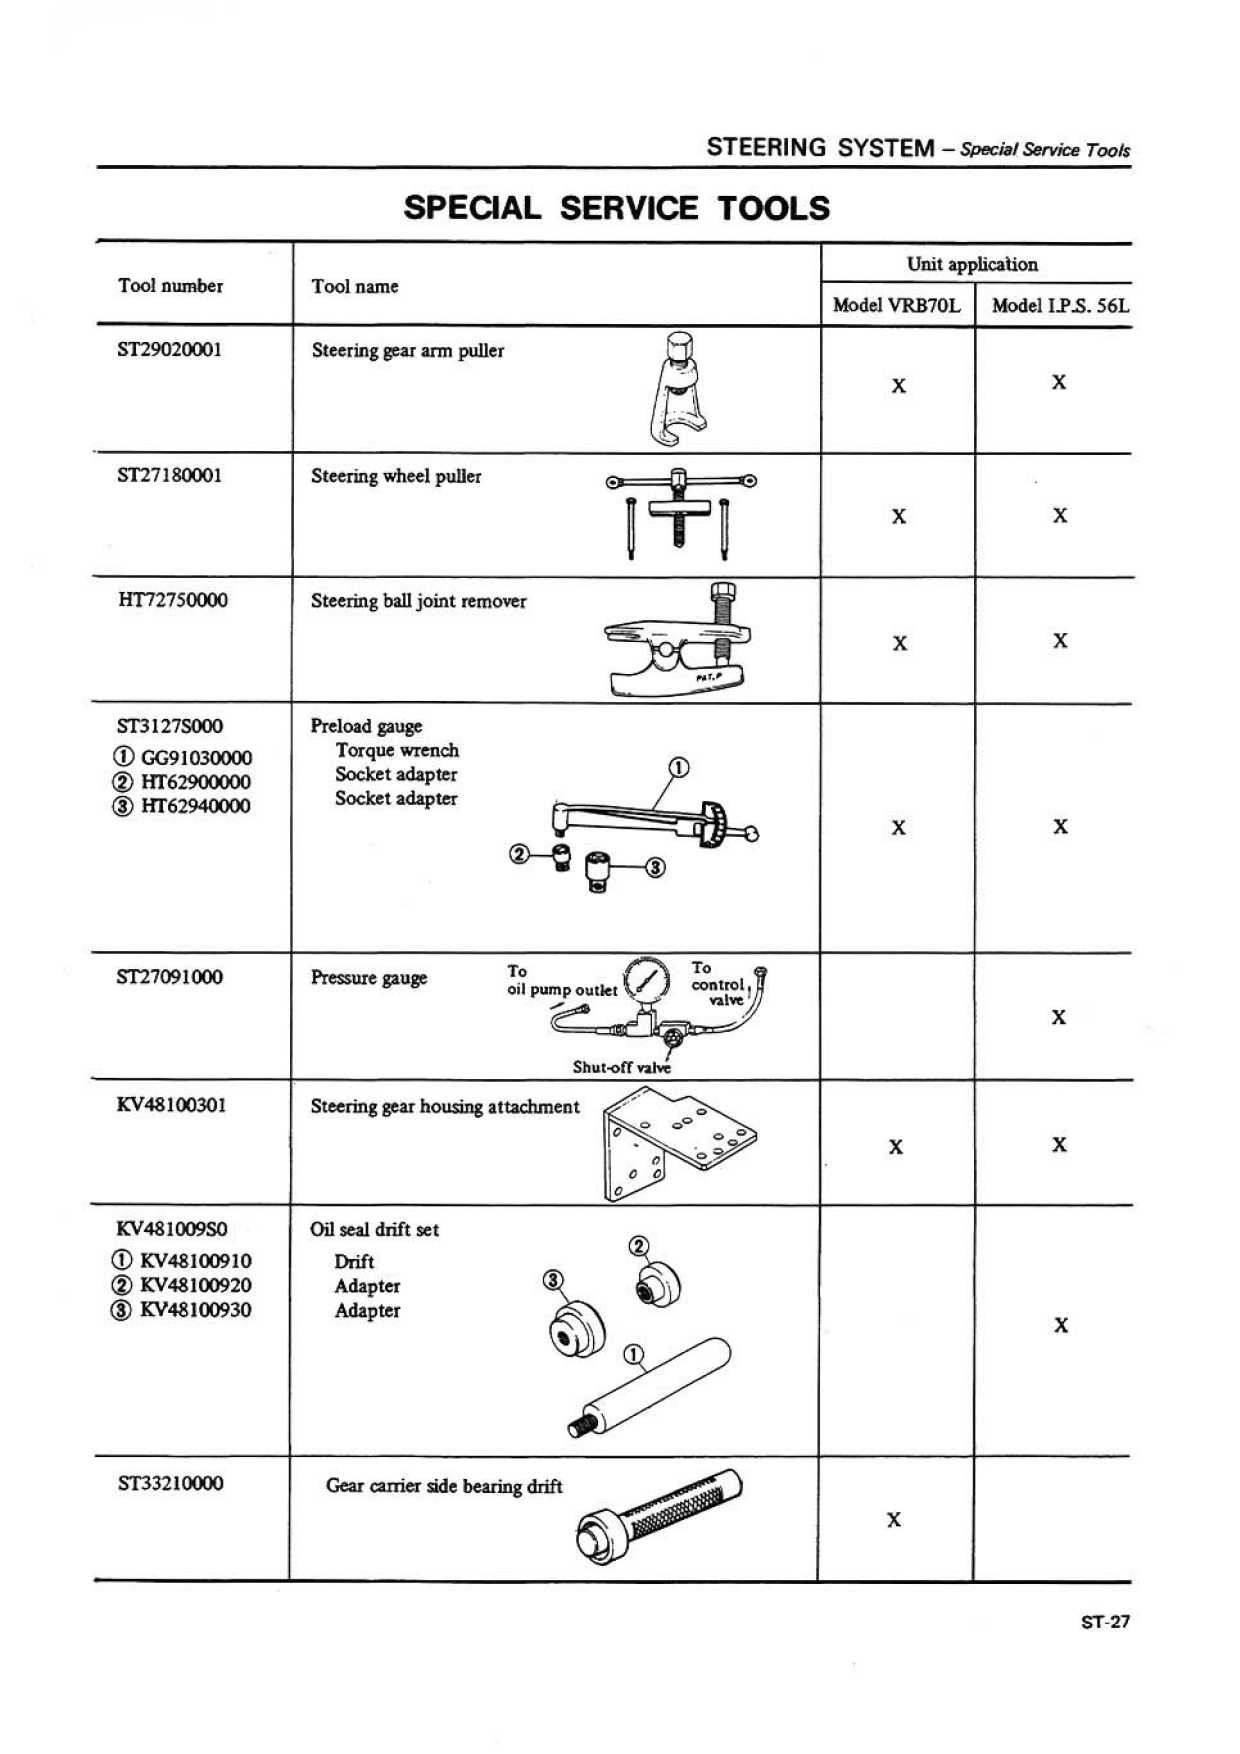 STEERING SYSTEM – Special Service Tools
SPECIAL SERVICE TOOLS
Tool number
Tool name
Unit application
Model VRB70L
Model I.P.S. 56L
ST29020001
Steering gear arm puller
X
X
ST27180001
Steering wheel puller
X
X
HT72750000
Steering ball joint remover
PAT.P
X
X
ST3127S000
Preload gauge
① GG91030000
Torque wrench
② HT62900000
Socket adapter
③ HT62940000
Socket adapter
①
②
③
X
X
ST27091000
Pressure gauge
To
oil pump outlet
To
control
valve
Shut-off valve
X
KV48100301
Steering gear housing attachment
X
X
KV481009S0
Oil seal drift set
① KV48100910
Drift
② KV48100920
Adapter
③ KV48100930
Adapter
②
③
①
X
ST33210000
Gear carrier side bearing drift
X
ST-27